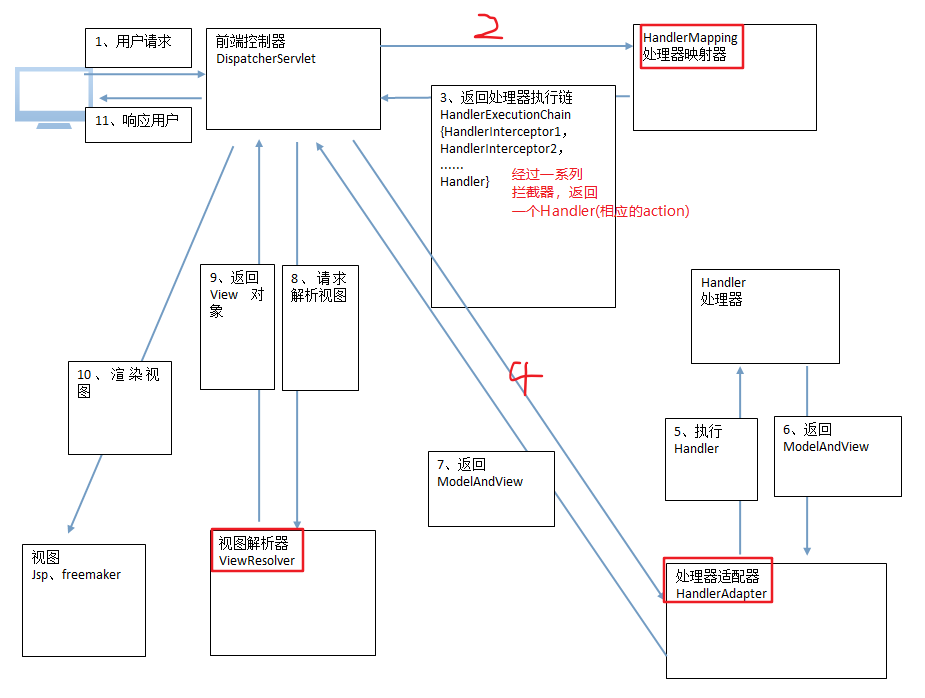 1、用户请求
11、响应用户
前端控制器
DispatcherServlet
2
HandlerMapping
处理器映射器
3、返回处理器执行链
HandlerExecutionChain
{HandlerInterceptor1，
HandlerInterceptor2，
……
Handler}
经过一系列
拦截器，返回
一个Handler(相应的action)
9、返回
View 对
象
8、请求
解析视图
Handler
处理器
10、渲染视
图
4
5、执行
Handler
6、返回
ModelAndView
7、返回
ModelAndView
视图
Jsp、freemaker
视图解析器
ViewResolver
处理器适配器
HandlerAdapter